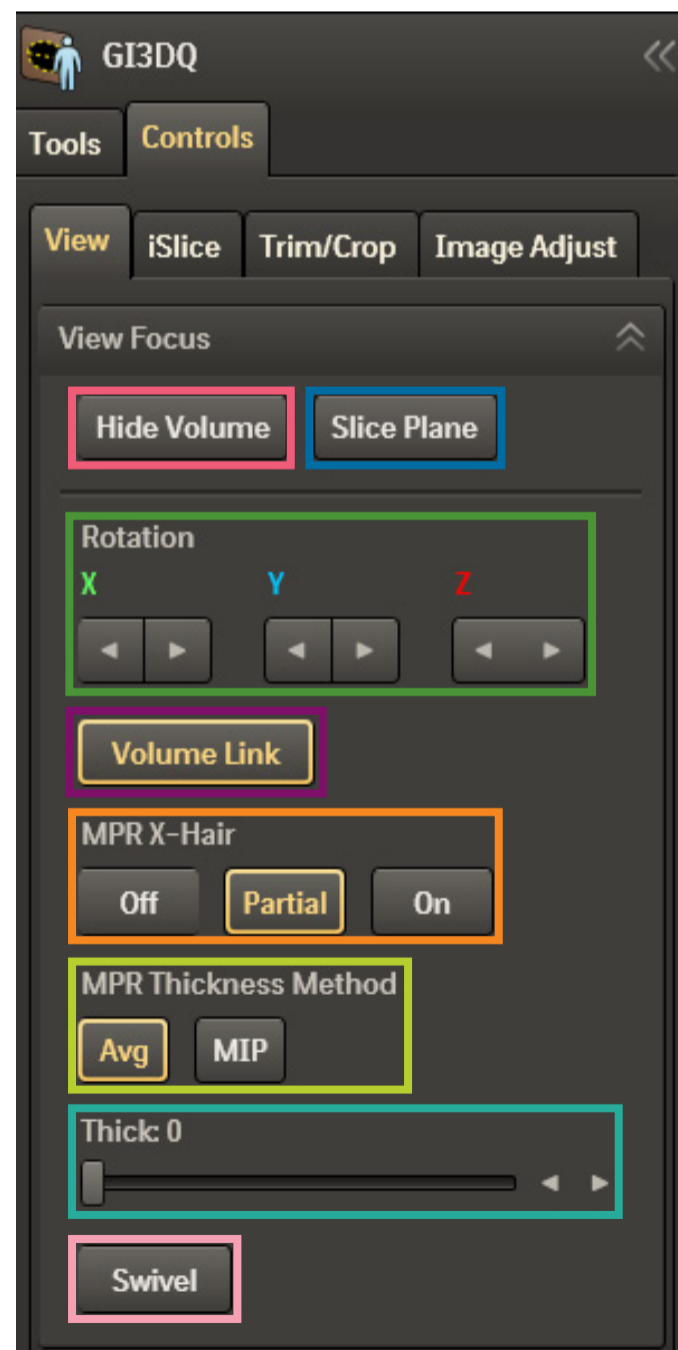 GI3DQ
Tools Controls
View iSlice Trim/Crop Image Adjust
View Focus
Hide Volume Slice Plane
Rotation
X Y Z
Volume Link
MPR X-Hair
Off Partial On
MPR Thickness Method
Avg MIP
Thick: 0
Swivel